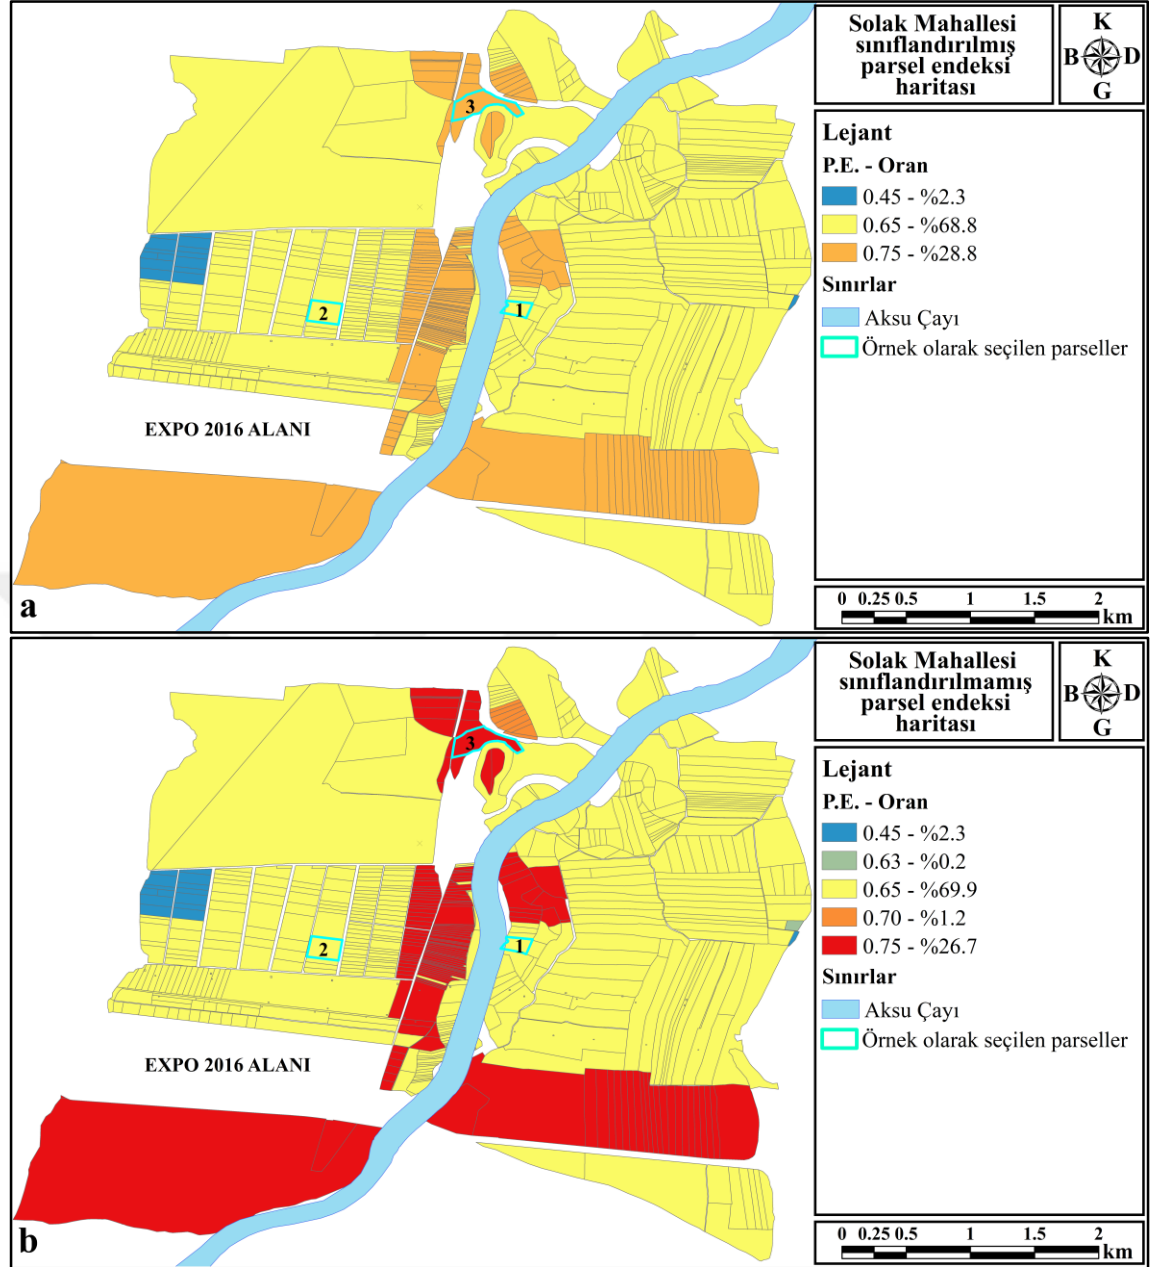 Solak Mahallesi
sınıflandırılmış
parsel endeksi
haritası
K
B D
G
Lejant
P.E. - Oran
0.45 - %2.3
0.65 - %68.8
0.75 - %28.8
Sınırlar
Aksu Çayı
Örnek olarak seçilen parseller
3
2
1
EXPO 2016 ALANI
a
0 0.25 0.5 1 1.5 2
km
Solak Mahallesi
sınıflandırılmamış
parsel endeksi
haritası
K
B D
G
Lejant
P.E. - Oran
0.45 - %2.3
0.63 - %0.2
0.65 - %69.9
0.70 - %1.2
0.75 - %26.7
Sınırlar
Aksu Çayı
Örnek olarak seçilen parseller
3
2
1
EXPO 2016 ALANI
b
0 0.25 0.5 1 1.5 2
km